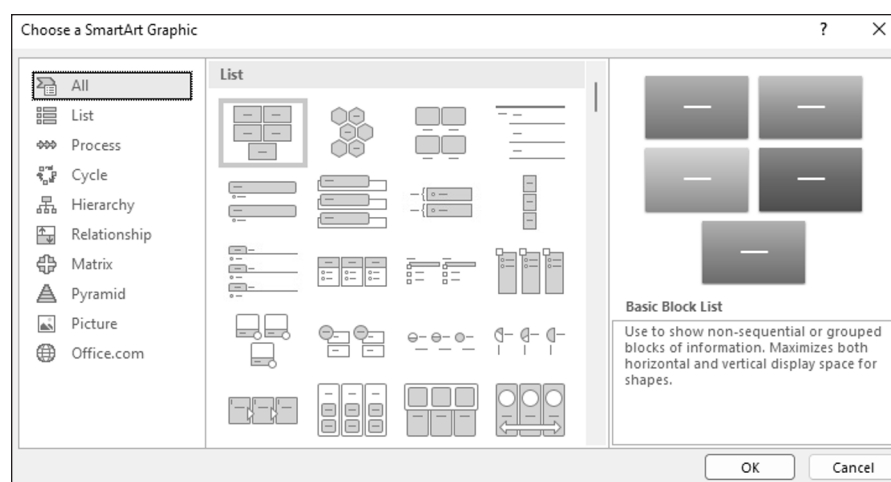 Choose a SmartArt Graphic
?
All
List
Process
Cycle
Hierarchy
Relationship
Matrix
Pyramid
Picture
Office.com
List
Basic Block List
Use to show non-sequential or grouped
blocks of information. Maximizes both
horizontal and vertical display space for
shapes.
OK
Cancel